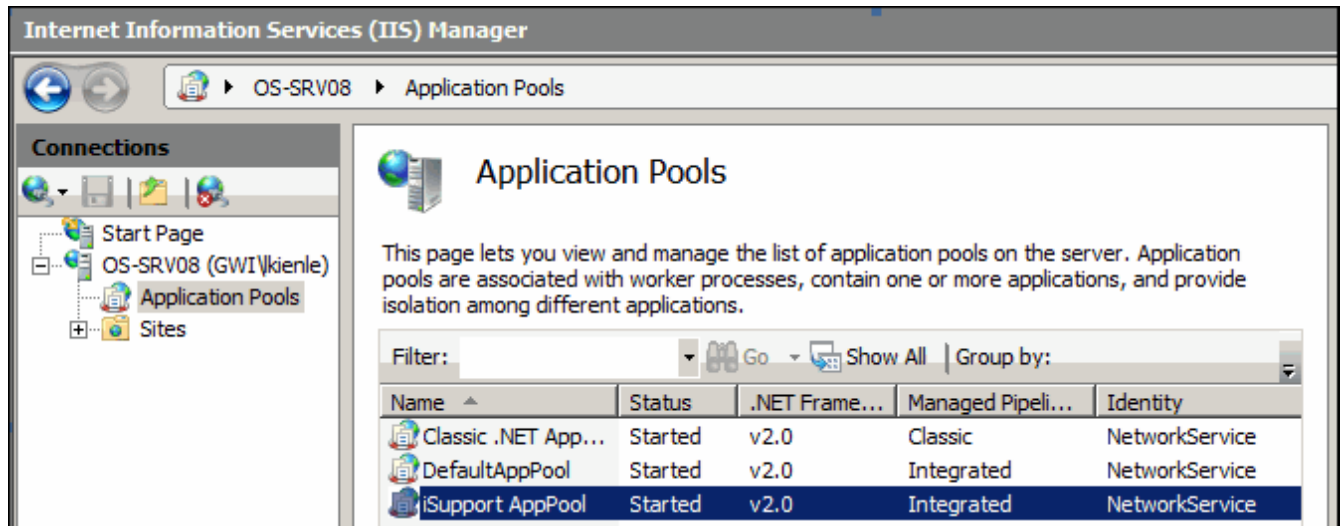 Internet Information Services (IIS) Manager
OS-SRV08 Application Pools
Connections
Start Page
OS-SRV08 (GWI\lkienle)
Application Pools
Sites
Application Pools
This page lets you view and manage the list of application pools on the server. Application
pools are associated with worker processes, contain one or more applications, and provide
isolation among different applications.
Filter: Go Show All Group by:
Name Status .NET Frame... Managed Pipeli... Identity
Classic .NET App... Started v2.0 Classic NetworkService
DefaultAppPool Started v2.0 Integrated NetworkService
iSupport AppPool Started v2.0 Integrated NetworkService